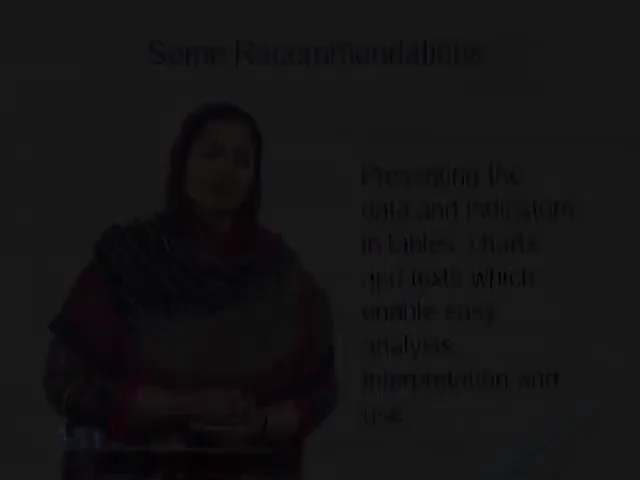 Some Recommendations
Presenting the
data and indicators
in tables, charts
and texts which
enable easy
analysis,
interpretation and
use.